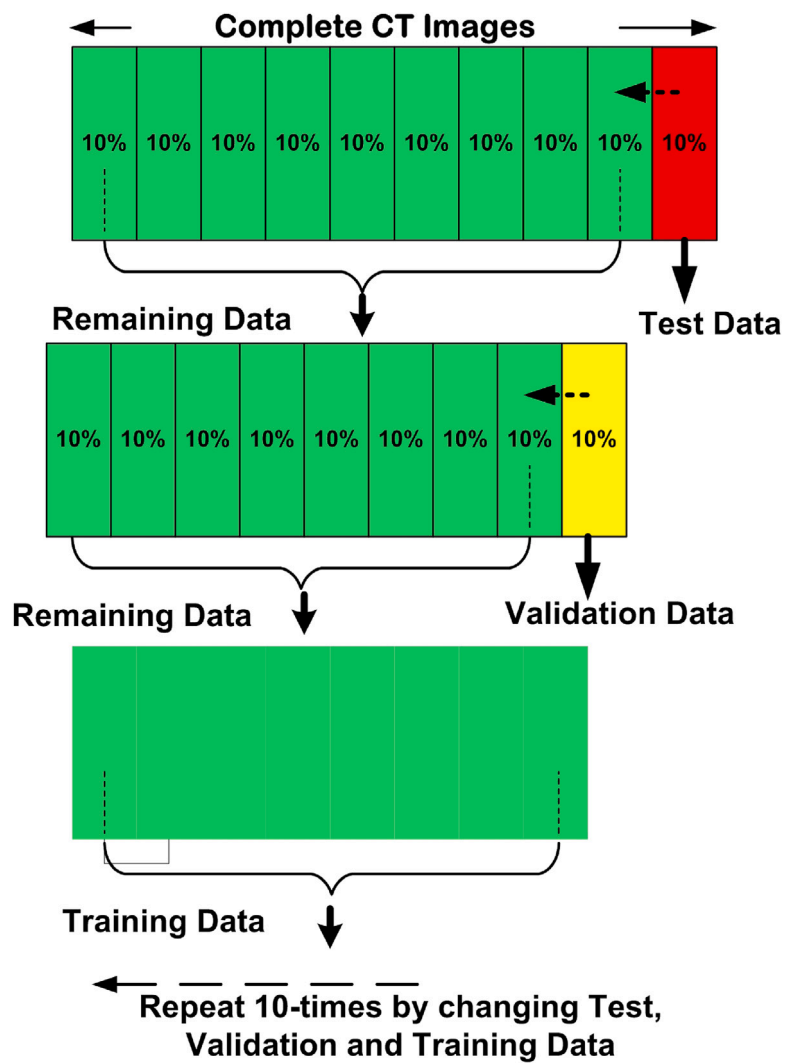 Complete CT Images
10% 10% 10% 10% 10% 10% 10% 10% 10% 10%
Remaining Data
Test Data
10% 10% 10% 10% 10% 10% 10% 10% 10%
Remaining Data
Validation Data
Training Data
Repeat 10-times by changing Test,
Validation and Training Data